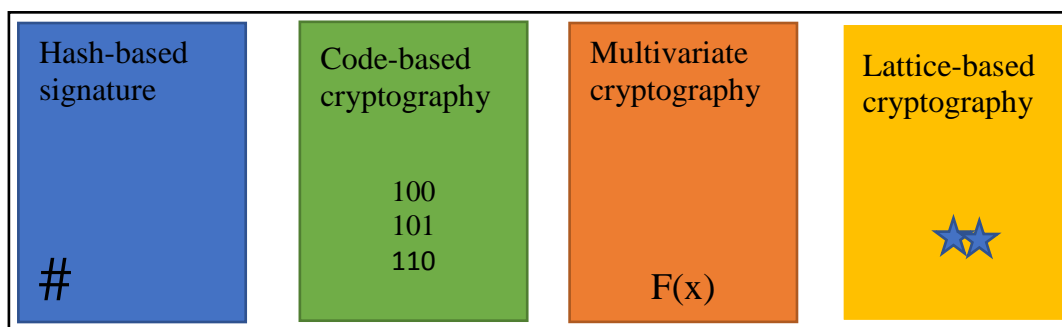 Hash-based
signature
#
Code-based
cryptography
100
101
110
Multivariate
cryptography
F(x)
Lattice-based
cryptography